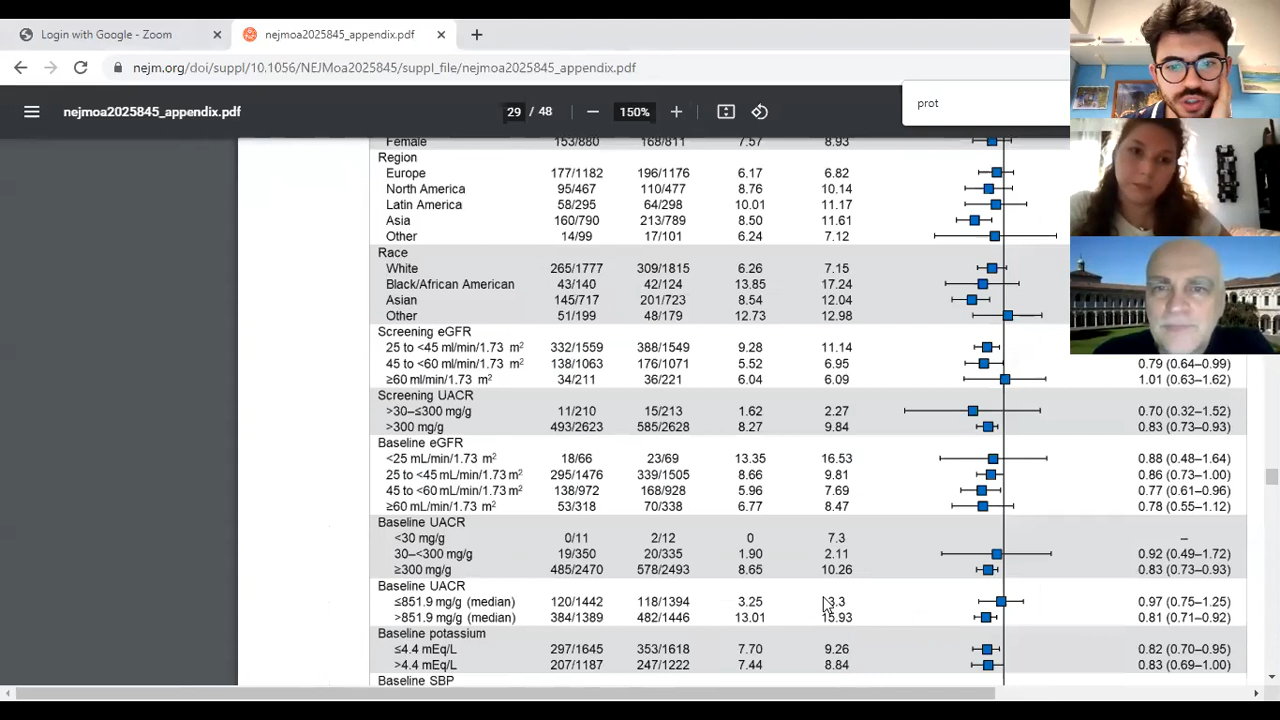 Login with Google - Zoom
nejmoa2025845_appendix.pdf
nejm.org/doi/suppl/10.1056/NEJMoa2025845/suppl_file/nejmoa2025845_appendix.pdf
prot
nejmoa2025845_appendix.pdf 29 / 48 150%
Female 153/880 168/811 7.57 8.93
Region
Europe 177/1182 196/1176 6.17 6.82
North America 95/467 110/477 8.76 10.14
Latin America 58/295 64/298 10.01 11.17
Asia 160/790 213/789 8.50 11.61
Other 14/99 17/101 6.24 7.12
Race
White 265/1777 309/1815 6.26 7.15
Black/African American 43/140 42/124 13.85 17.24
Asian 145/717 201/723 8.54 12.04
Other 51/199 48/179 12.73 12.98
Screening eGFR
25 to <45 ml/min/1.73 m² 332/1559 388/1549 9.28 11.14
45 to <60 ml/min/1.73 m² 138/1063 176/1071 5.52 6.95 0.79 (0.64–0.99)
≥60 ml/min/1.73 m² 34/211 36/221 6.04 6.09 1.01 (0.63–1.62)
Screening UACR
>30–≤300 mg/g 11/210 15/213 1.62 2.27 0.70 (0.32–1.52)
>300 mg/g 493/2623 585/2628 8.27 9.84 0.83 (0.73–0.93)
Baseline eGFR
<25 mL/min/1.73 m² 18/66 23/69 13.35 16.53 0.88 (0.48–1.64)
25 to <45 mL/min/1.73 m² 295/1476 339/1505 8.66 9.81 0.86 (0.73–1.00)
45 to <60 mL/min/1.73 m² 138/972 168/928 5.96 7.69 0.77 (0.61–0.96)
≥60 mL/min/1.73 m² 53/318 70/338 6.77 8.47 0.78 (0.55–1.12)
Baseline UACR
<30 mg/g 0/11 2/12 0 7.3 –
30–<300 mg/g 19/350 20/335 1.90 2.11 0.92 (0.49–1.72)
≥300 mg/g 485/2470 578/2493 8.65 10.26 0.83 (0.73–0.93)
Baseline UACR
≤851.9 mg/g (median) 120/1442 118/1394 3.25 3.3 0.97 (0.75–1.25)
>851.9 mg/g (median) 384/1389 482/1446 13.01 15.93 0.81 (0.71–0.92)
Baseline potassium
≤4.4 mEq/L 297/1645 353/1618 7.70 9.26 0.82 (0.70–0.95)
>4.4 mEq/L 207/1187 247/1222 7.44 8.84 0.83 (0.69–1.00)
Baseline SBP